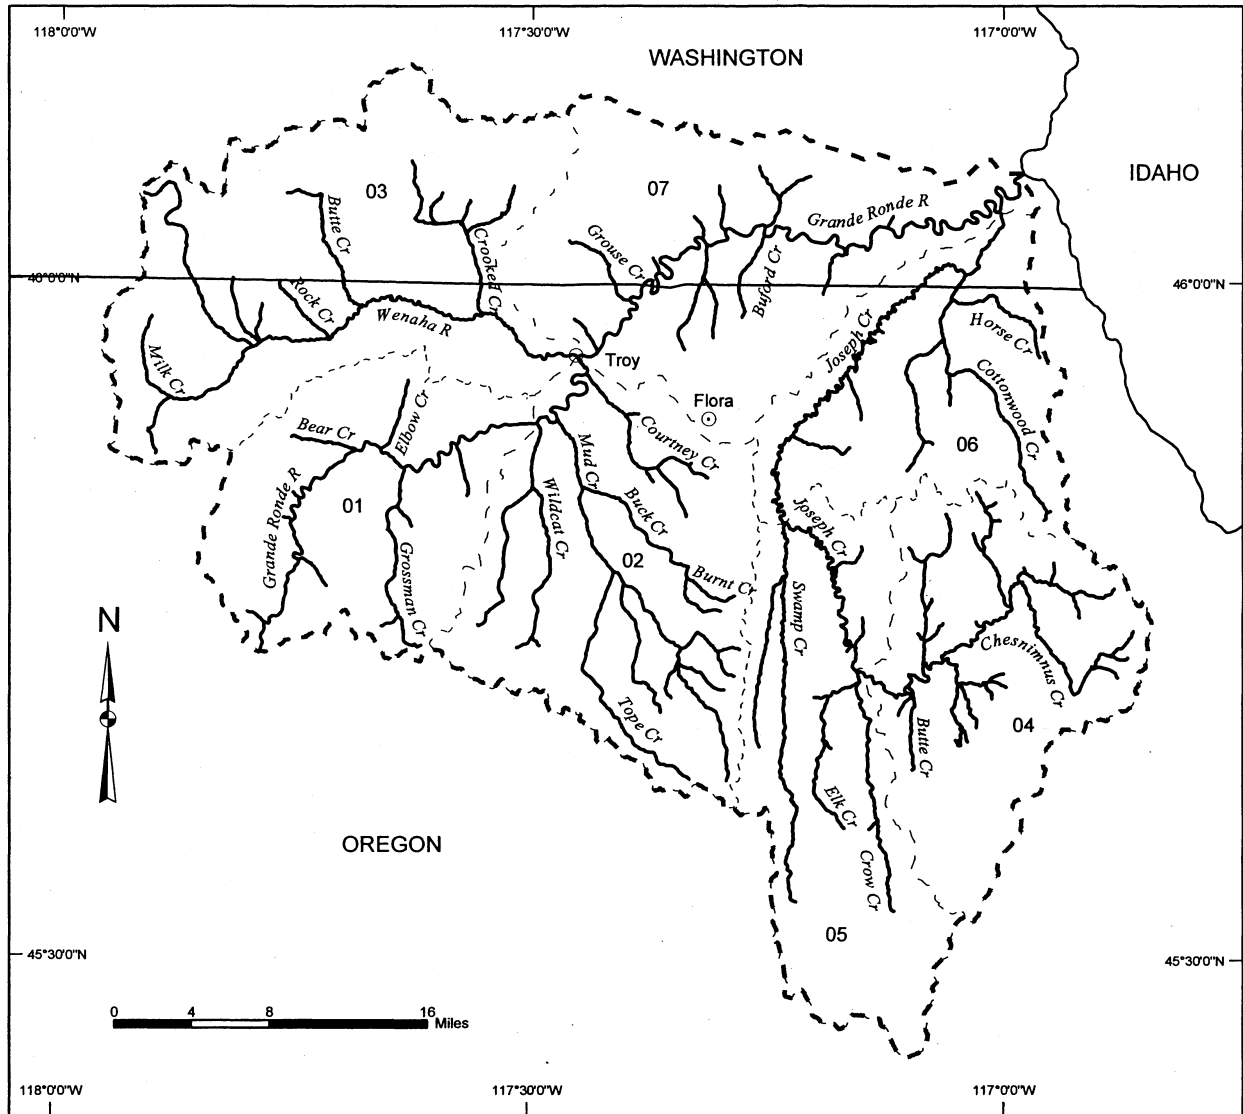 118°0'0"W
117°30'0"W
117°0'0"W
WASHINGTON
IDAHO
03
07
Butte Cr
Crooked Cr
Grouse Cr
Grande Ronde R
Buford Cr
46°0'0"N
46°0'0"N
Rock Cr
Wenaha R
Joseph Cr
Horse Cr
Milk Cr
Troy
Flora
Cottonwood Cr
Elbow Cr
Bear Cr
Courtney Cr
06
Mud Cr
Grande Ronde R
01
Wildcat Cr
Buck Cr
Joseph Cr
Grossman Cr
02
Burnt Cr
Swamp Cr
N
Chesnimnus Cr
Tope Cr
Butte Cr
04
Elk Cr
OREGON
Crow Cr
05
45°30'0"N
45°30'0"N
0
4
8
16
Miles
118°0'0"W
117°30'0"W
117°0'0"W